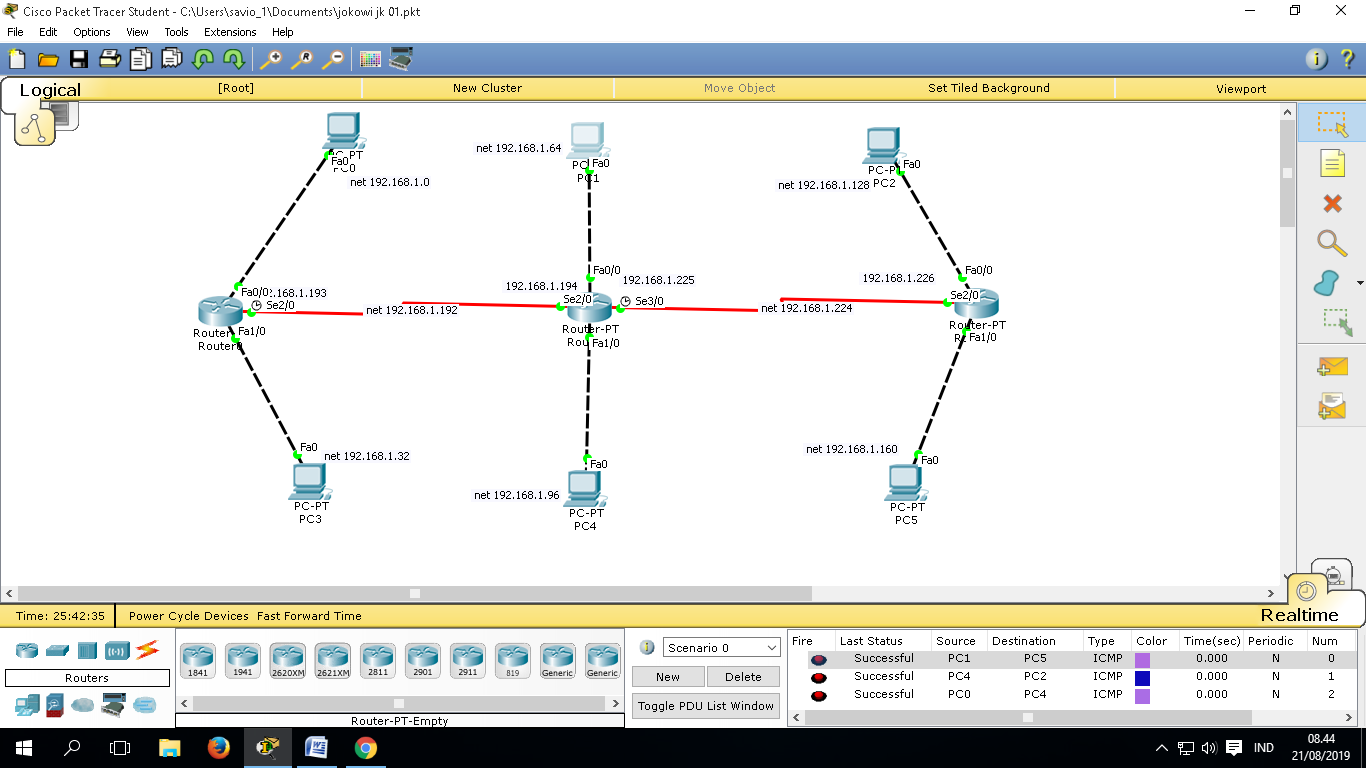 Cisco Packet Tracer Student - C:\Users\savio_1\Documents\jokowi jk 01.pkt
File Edit Options View Tools Extensions Help
Logical [Root] New Cluster Move Object Set Tiled Background Viewport
net 192.168.1.64
Fa0
PC0
net 192.168.1.0
Fa0
PC1
Fa0
PC2
net 192.168.1.128
Fa0/0
192.168.1.225
192.168.1.226
Fa0/0
Fa0/0
.168.1.193
192.168.1.194
Se2/0
Se2/0
Se3/0
Se2/0
net 192.168.1.192
net 192.168.1.224
Router
Fa1/0
Router0
Router-PT
Fa1/0
Router-PT
Fa1/0
Fa0
net 192.168.1.32
PC-PT
PC3
Fa0
net 192.168.1.96
PC-PT
PC4
net 192.168.1.160
Fa0
PC-PT
PC5
Time: 25:42:35 Power Cycle Devices Fast Forward Time
Realtime
Routers
1841 1941 2620XM 2621XM 2811 2901 2911 819 Generic Generic
Router-PT-Empty
Scenario 0
New Delete
Toggle PDU List Window
Fire Last Status Source Destination Type Color Time(sec) Periodic Num
Successful PC1 PC5 ICMP 0.000 N 0
Successful PC4 PC2 ICMP 0.000 N 1
Successful PC0 PC4 ICMP 0.000 N 2
IND
08.44
21/08/2019